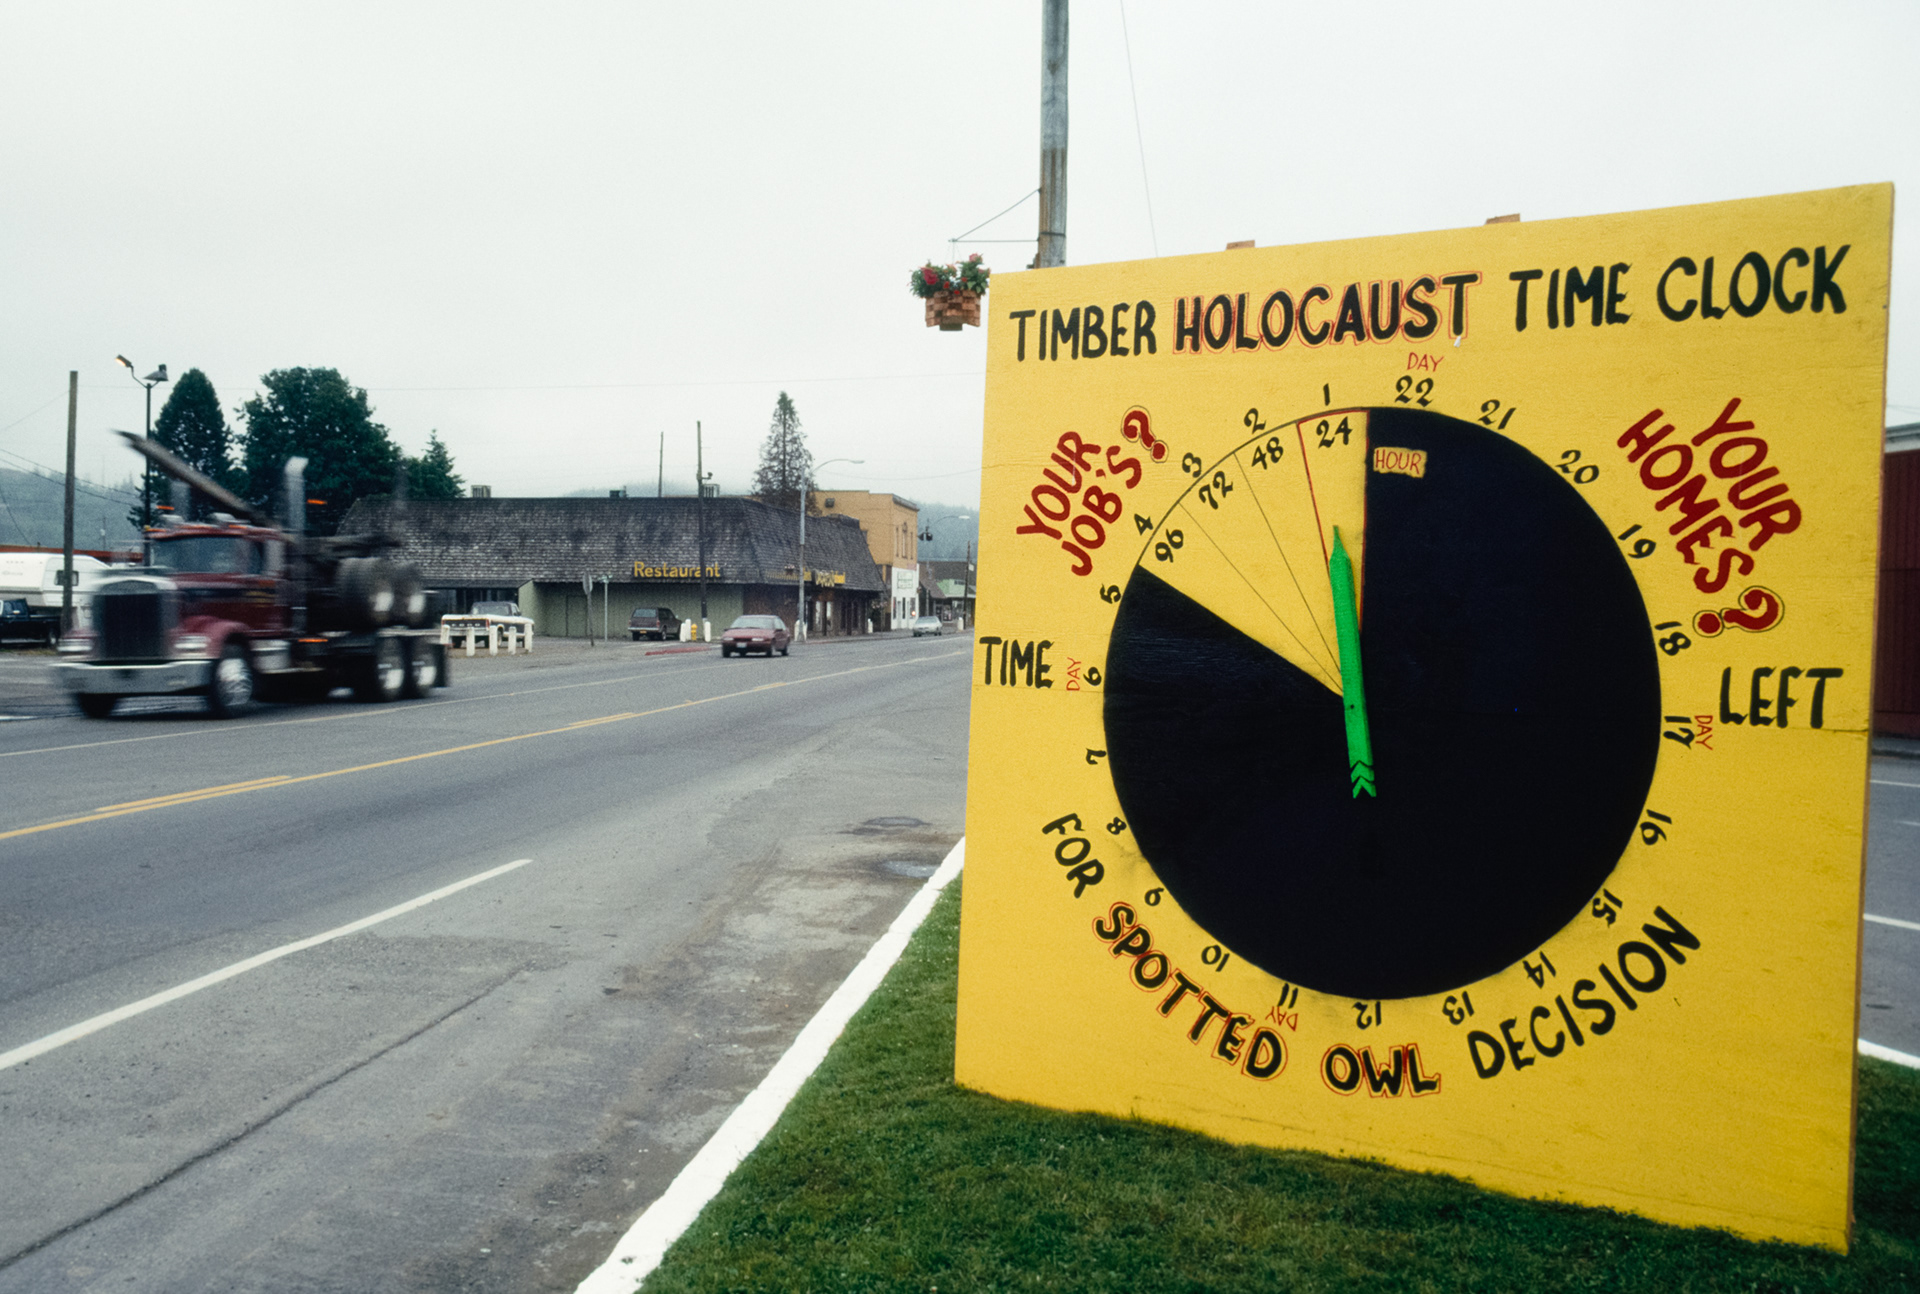 TIMBER HOLOCAUST TIME CLOCK
YOUR
JOB'S?
YOUR
HOMES?
DAY
22
21
20
19
18
17
DAY
16
15
14
13
12
11
DAY
10
9
8
7
6
DAY
5
4
3
2
1
24
48
72
96
HOUR
TIME
LEFT
FOR SPOTTED OWL DECISION
Restaurant